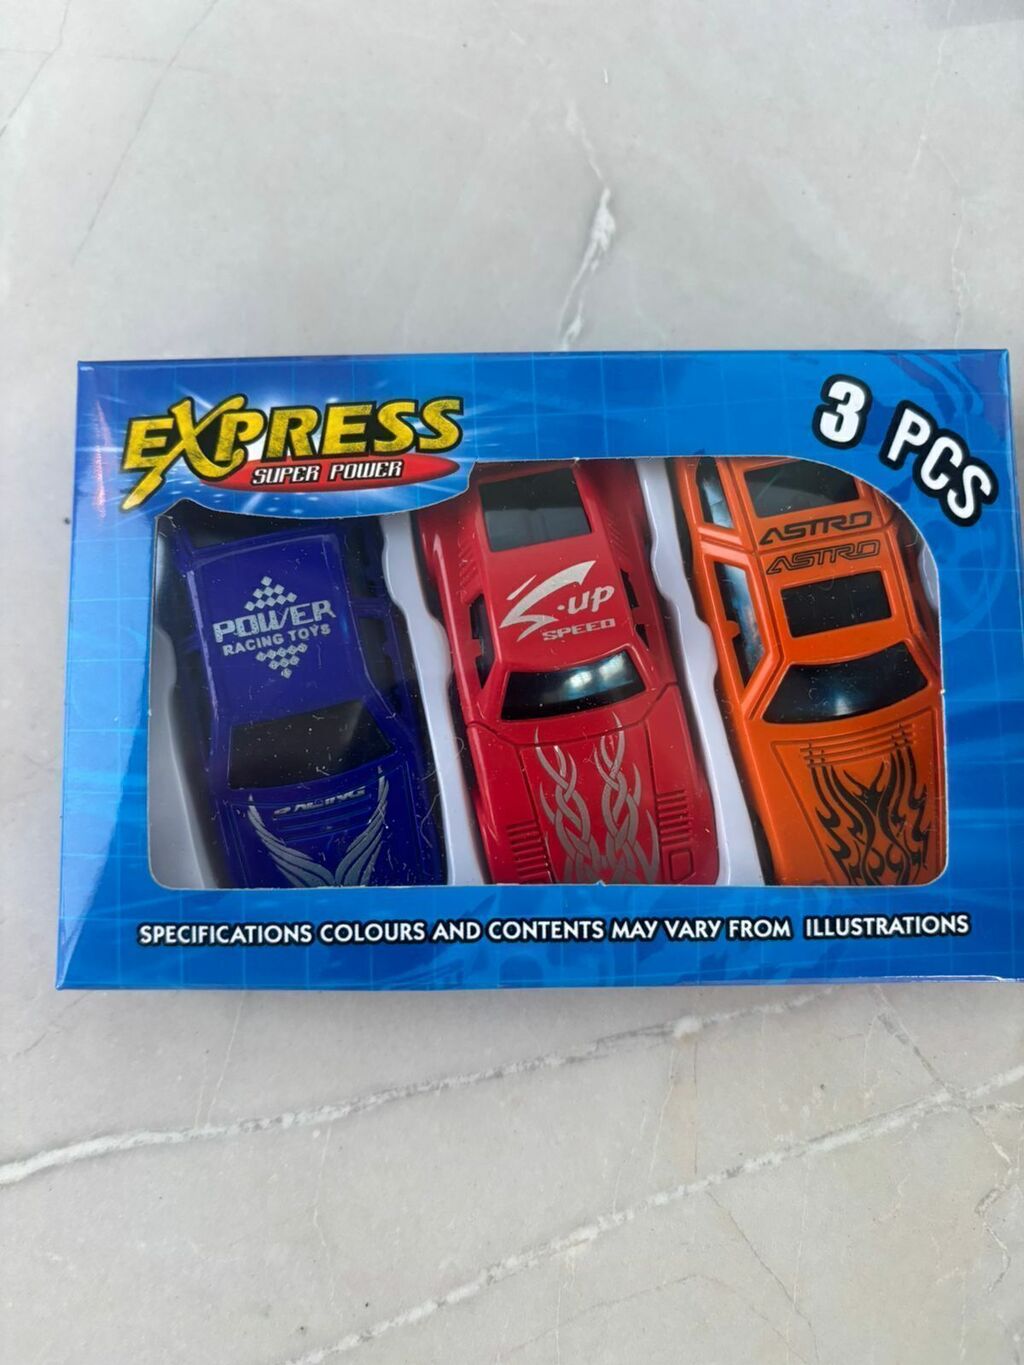 EXPRESS
SUPER POWER
3 PCS
POWER
RACING TOYS
S-UP
SPEED
ASTRO
ASTRO
SPECIFICATIONS COLOURS AND CONTENTS MAY VARY FROM ILLUSTRATIONS